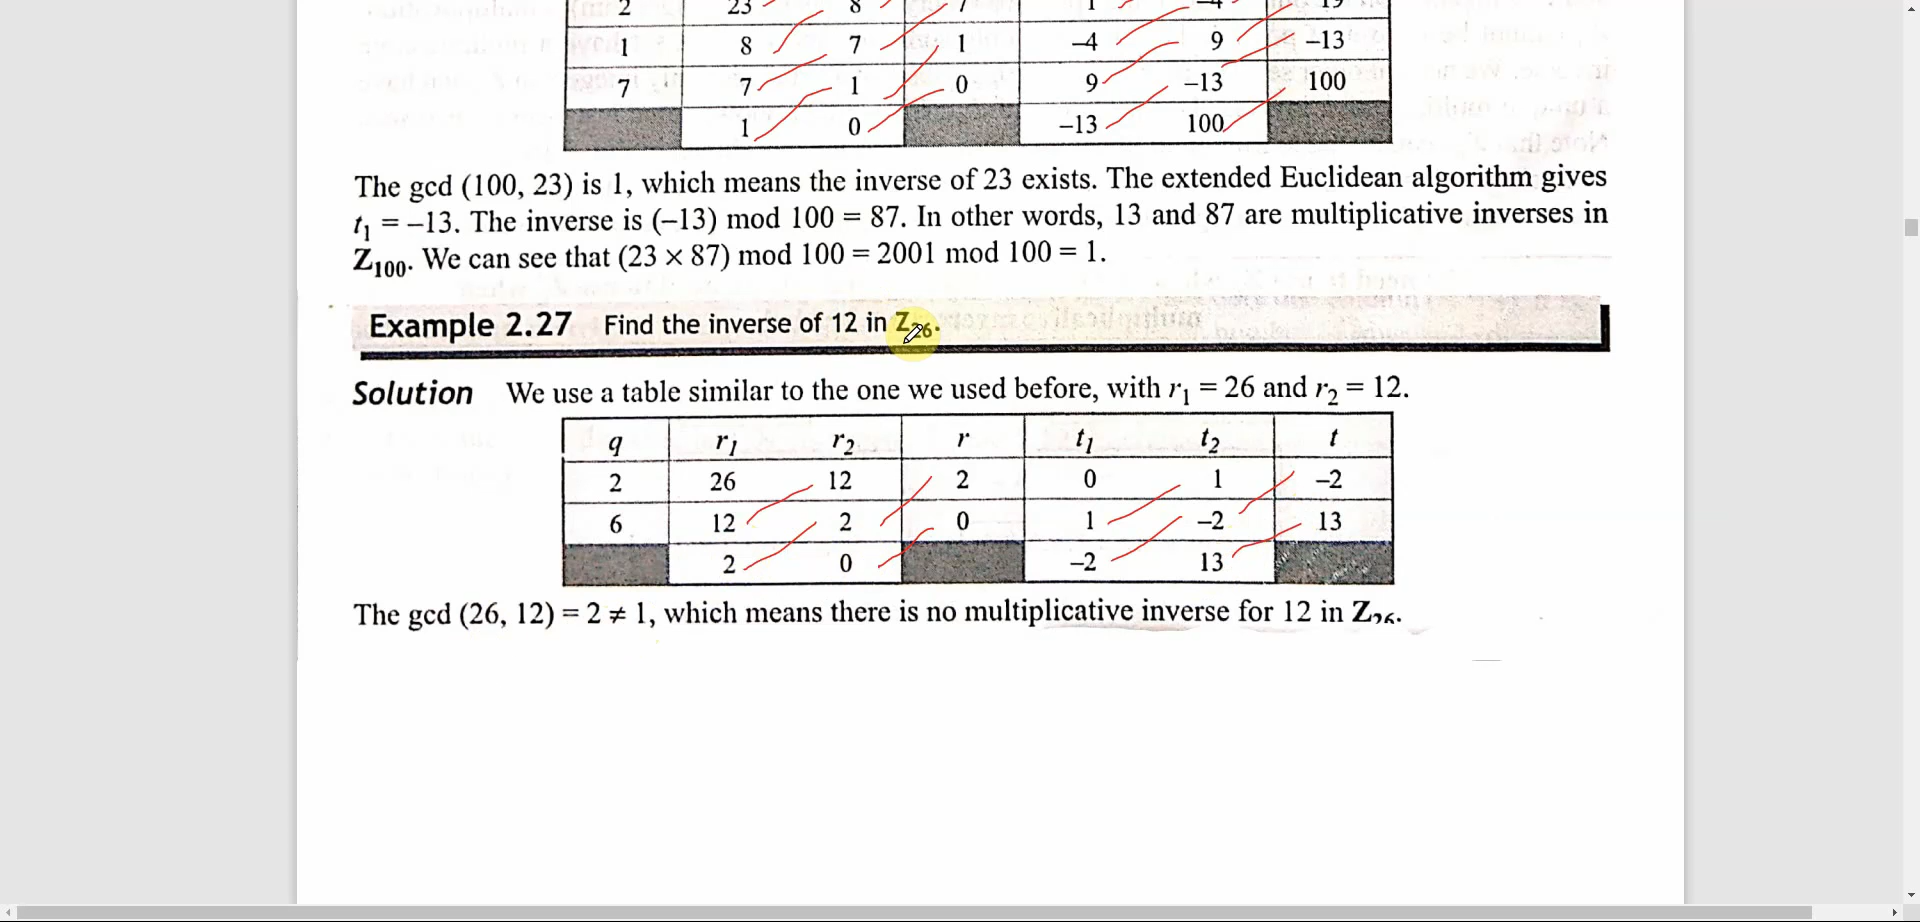 2 23 8 7 1 -4 19
1 8 7 1 –4 9 –13
7 7 1 0 9 –13 100
1 0 –13 100
The gcd (100, 23) is 1, which means the inverse of 23 exists. The extended Euclidean algorithm gives
t1 = –13. The inverse is (–13) mod 100 = 87. In other words, 13 and 87 are multiplicative inverses in
Z100. We can see that (23 × 87) mod 100 = 2001 mod 100 = 1.
Example 2.27 Find the inverse of 12 in Z26.
Solution We use a table similar to the one we used before, with r1 = 26 and r2 = 12.
q r1 r2 r t1 t2 t
2 26 12 2 0 1 –2
6 12 2 0 1 –2 13
2 0 –2 13
The gcd (26, 12) = 2 ≠ 1, which means there is no multiplicative inverse for 12 in Z26.